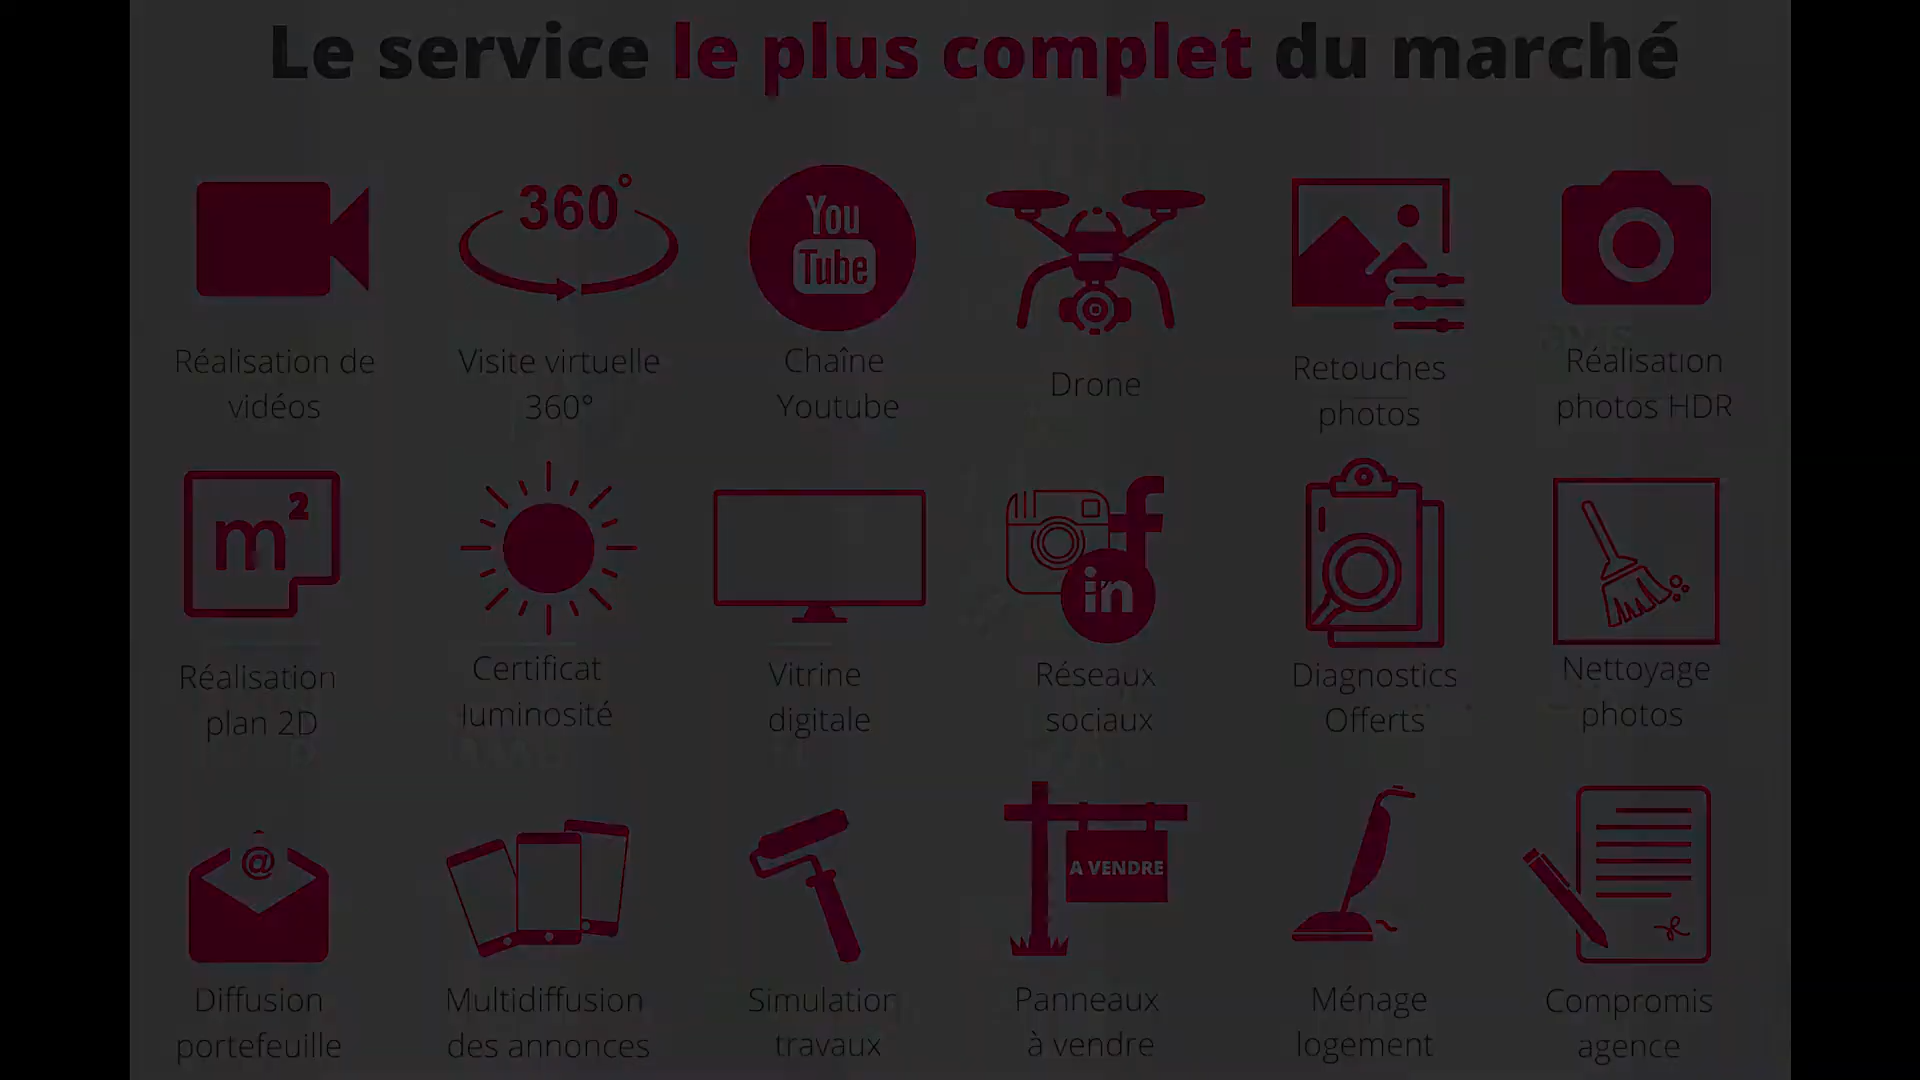 Le service le plus complet du marché
360°
You
Tube
Réalisation de
vidéos
Visite virtuelle
360°
Chaîne
Youtube
Drone
Retouches
photos
avis
Réalisation
photos HDR
m²
f
in
Réalisation
plan 2D
Certificat
luminosité
Vitrine
digitale
Réseaux
sociaux
Diagnostics
Offerts
Nettoyage
photos
@
A VENDRE
Diffusion
portefeuille
Multidiffusion
des annonces
Simulation
travaux
Panneaux
à vendre
Ménage
logement
Compromis
agence